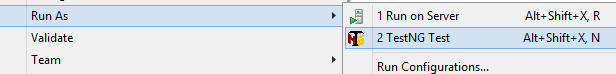 Run As
Validate
Team
1 Run on Server Alt+Shift+X, R
2 TestNG Test Alt+Shift+X, N
Run Configurations...